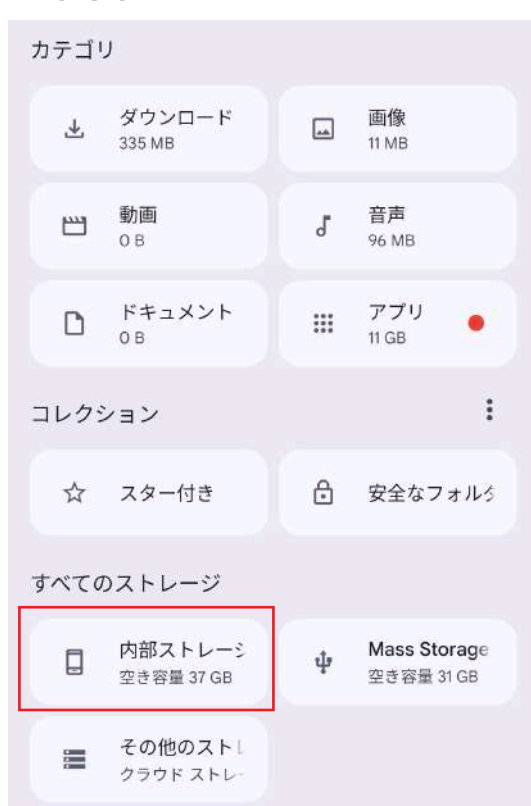 カテゴリ
ダウンロード
335 MB
画像
11 MB
動画
0 B
音声
96 MB
ドキュメント
0 B
アプリ
11 GB
コレクション
スター付き
安全なフォルダ
すべてのストレージ
内部ストレージ
空き容量 37 GB
Mass Storage
空き容量 31 GB
その他のスト
クラウド ストレー